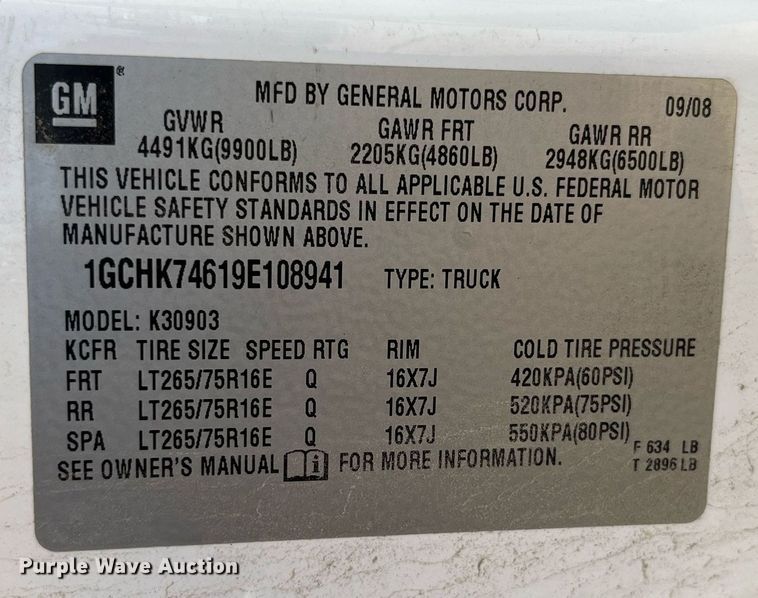 GM ®
MFD BY GENERAL MOTORS CORP. 09/08
GVWR GAWR FRT GAWR RR
4491KG(9900LB) 2205KG(4860LB) 2948KG(6500LB)
THIS VEHICLE CONFORMS TO ALL APPLICABLE U.S. FEDERAL MOTOR
VEHICLE SAFETY STANDARDS IN EFFECT ON THE DATE OF
MANUFACTURE SHOWN ABOVE.
1GCHK74619E108941 TYPE: TRUCK
MODEL: K30903
KCFR TIRE SIZE SPEED RTG RIM COLD TIRE PRESSURE
FRT LT265/75R16E Q 16X7J 420KPA(60PSI)
RR LT265/75R16E Q 16X7J 520KPA(75PSI)
SPA LT265/75R16E Q 16X7J 550KPA(80PSI)
F 634 LB
SEE OWNER'S MANUAL i FOR MORE INFORMATION.
T 2896 LB
Purple Wave Auction